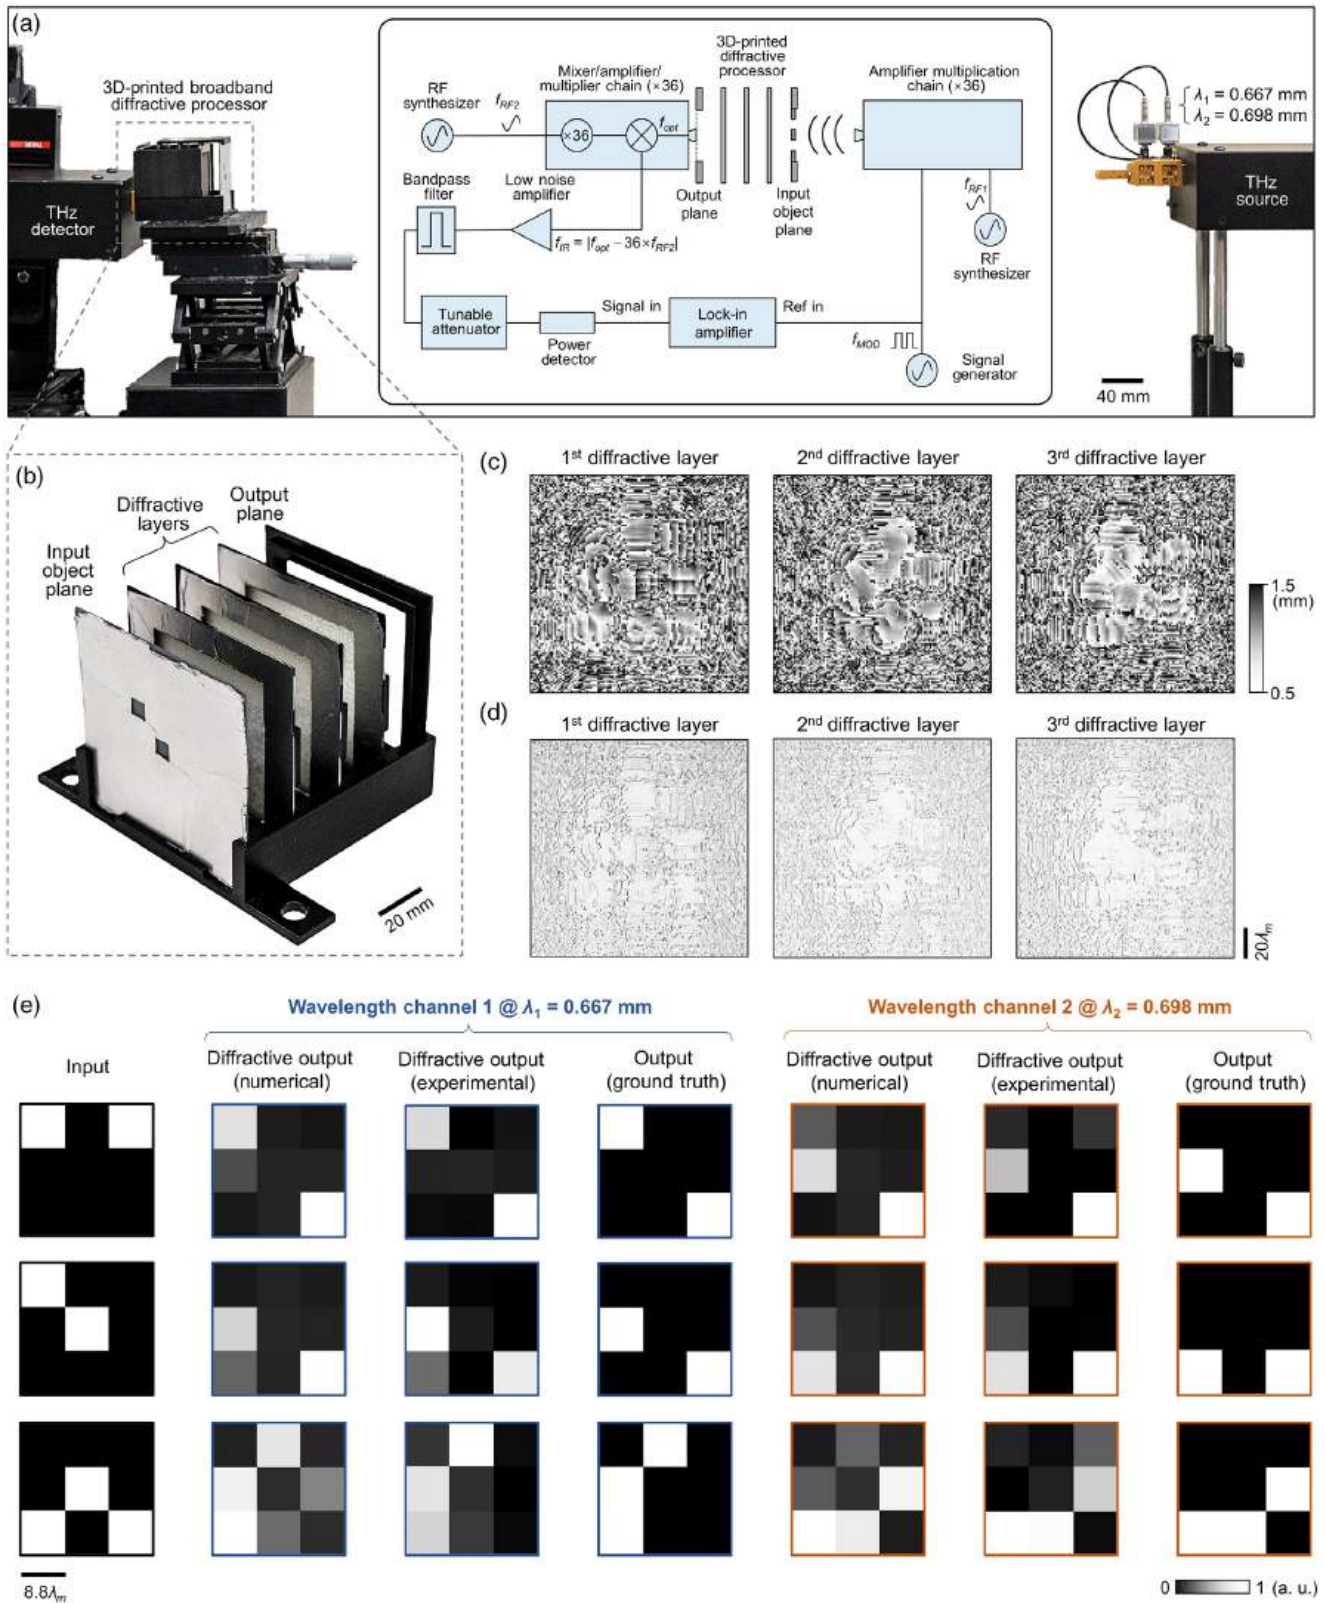 (a)
3D-printed broadband
diffractive processor
THz
detector
RF
synthesizer
f_RF2
Mixer/amplifier/
multiplier chain (×36)
×36
f_opt
3D-printed
diffractive
processor
Amplifier multiplication
chain (×36)
Bandpass
filter
Low noise
amplifier
f_IR = |f_opt − 36×f_RF2|
Output
plane
Input
object
plane
f_RF1
RF
synthesizer
Tunable
attenuator
Power
detector
Signal in
Lock-in
amplifier
Ref in
f_MOD
Signal
generator
λ1 = 0.667 mm
λ2 = 0.698 mm
THz
source
40 mm
(b)
Diffractive
layers
Output
plane
Input
object
plane
20 mm
(c)
1st diffractive layer
2nd diffractive layer
3rd diffractive layer
1.5
(mm)
0.5
(d)
1st diffractive layer
2nd diffractive layer
3rd diffractive layer
20λm
(e)
Wavelength channel 1 @ λ1 = 0.667 mm
Wavelength channel 2 @ λ2 = 0.698 mm
Input
Diffractive output
(numerical)
Diffractive output
(experimental)
Output
(ground truth)
Diffractive output
(numerical)
Diffractive output
(experimental)
Output
(ground truth)
8.8λm
0
1 (a. u.)